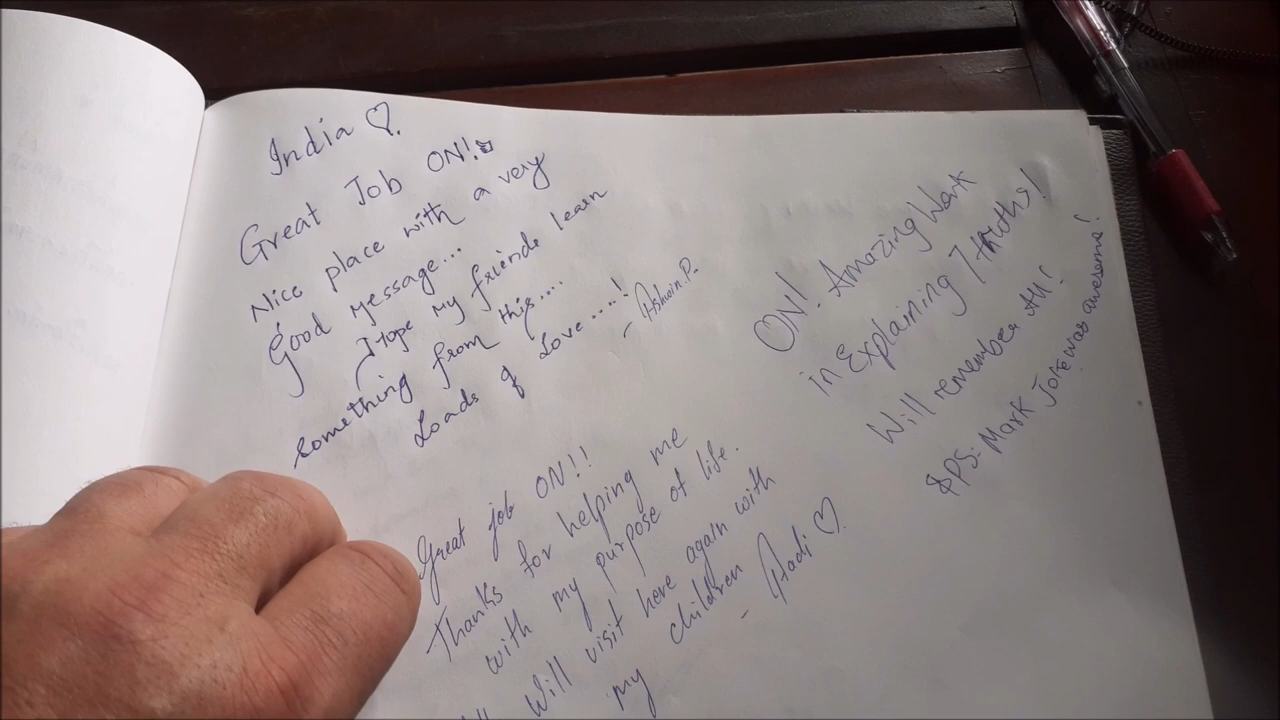 India ♡.
Great Job ON!
Nice place with a very
Good message...
I Hope my friends learn
something from this....
Loads of Love.....!
- Ashwin.P.
Great job ON!!
Thanks for helping me
with my purpose of life.
Will visit here again with
my children
- Aadi ♡.
ON! Amazing Work
in Explaining 7 truths!
Will remember All!
PS: Mark Joke was awesome!